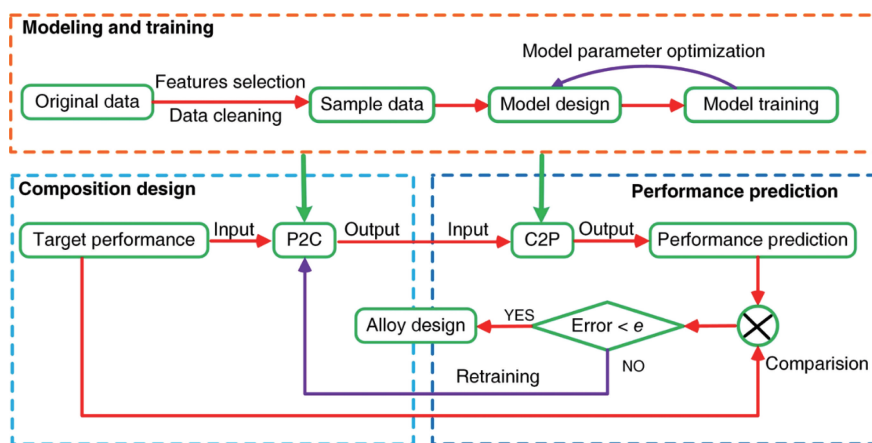 Modeling and training
Model parameter optimization
Features selection
Original data
Data cleaning
Sample data
Model design
Model training
Composition design
Performance prediction
Target performance
Input
P2C
Output
Input
C2P
Output
Performance prediction
Alloy design
YES
Error < e
NO
Comparision
Retraining